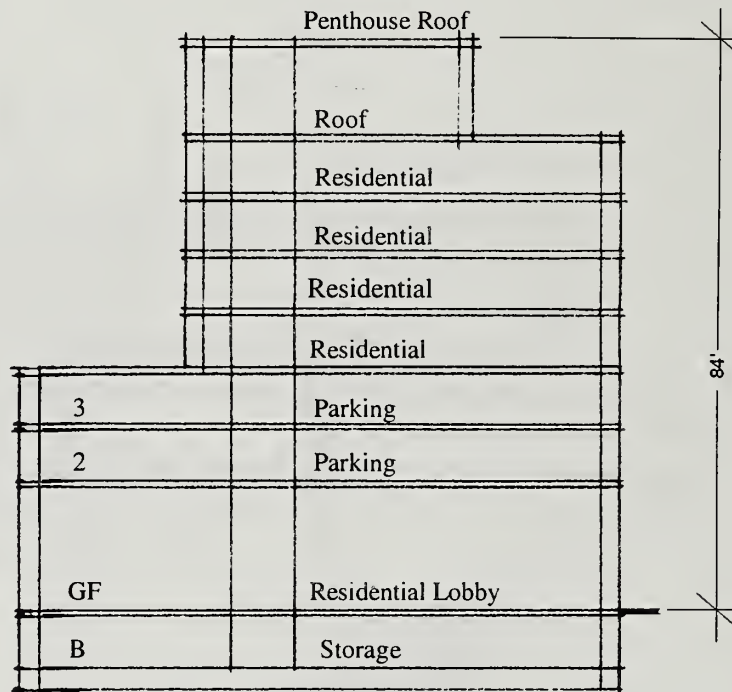 Penthouse Roof
Roof
Residential
Residential
Residential
Residential
3 Parking
2 Parking
84'
GF Residential Lobby
B Storage